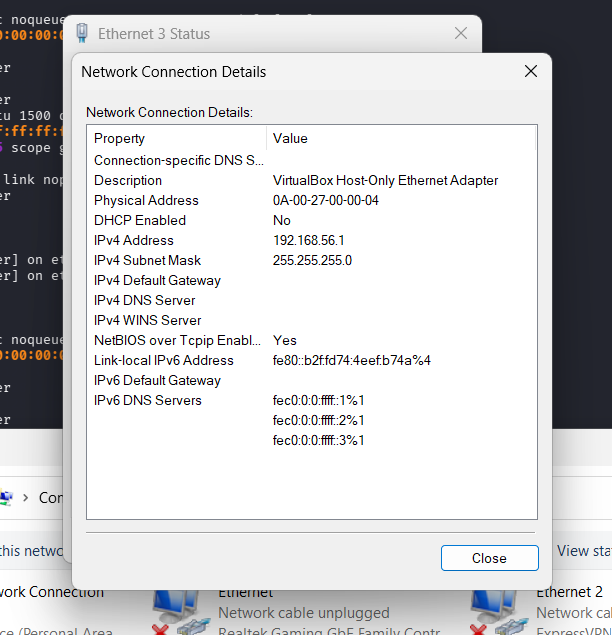 t noqueue
0:00:00:0
Ethernet 3 Status
er
Network Connection Details
er
Network Connection Details:
tu 1500
f:ff:ff:f
Property Value
scope g
Connection-specific DNS S...
link nop
Description VirtualBox Host-Only Ethernet Adapter
er
Physical Address 0A-00-27-00-00-04
DHCP Enabled No
IPv4 Address 192.168.56.1
er] on et
IPv4 Subnet Mask 255.255.255.0
er] on et
IPv4 Default Gateway
IPv4 DNS Server
IPv4 WINS Server
t noqueue
NetBIOS over Tcpip Enabl... Yes
0:00:00:0
Link-local IPv6 Address fe80::b2f:fd74:4eef:b74a%4
er
IPv6 Default Gateway
IPv6 DNS Servers fec0:0:0:ffff::1%1
er
fec0:0:0:ffff::2%1
fec0:0:0:ffff::3%1
> Con
this netwo
Close
View sta
work Connection
Ethernet
Ethernet 2
Network cable unplugged
Network cab
ce (Personal Area
Realtek Gaming GbE Family Contr
ExpressVPN